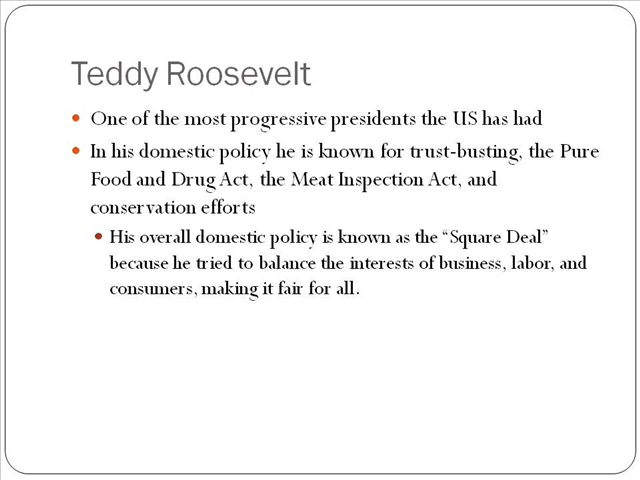 Teddy Roosevelt
• One of the most progressive presidents the US has had
• In his domestic policy he is known for trust-busting, the Pure
Food and Drug Act, the Meat Inspection Act, and
conservation efforts
• His overall domestic policy is known as the “Square Deal”
because he tried to balance the interests of business, labor, and
consumers, making it fair for all.